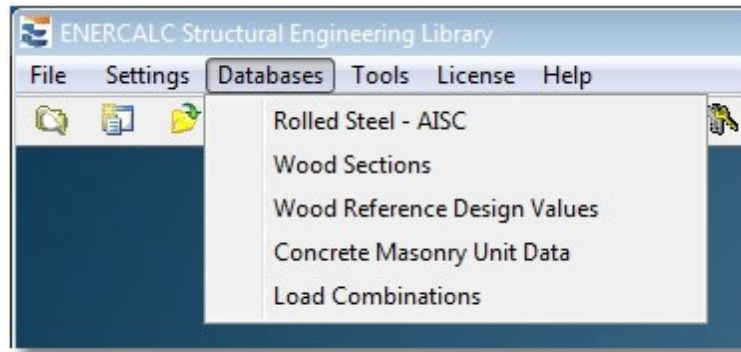 ENERCALC Structural Engineering Library
File Settings Databases Tools License Help
Rolled Steel - AISC
Wood Sections
Wood Reference Design Values
Concrete Masonry Unit Data
Load Combinations